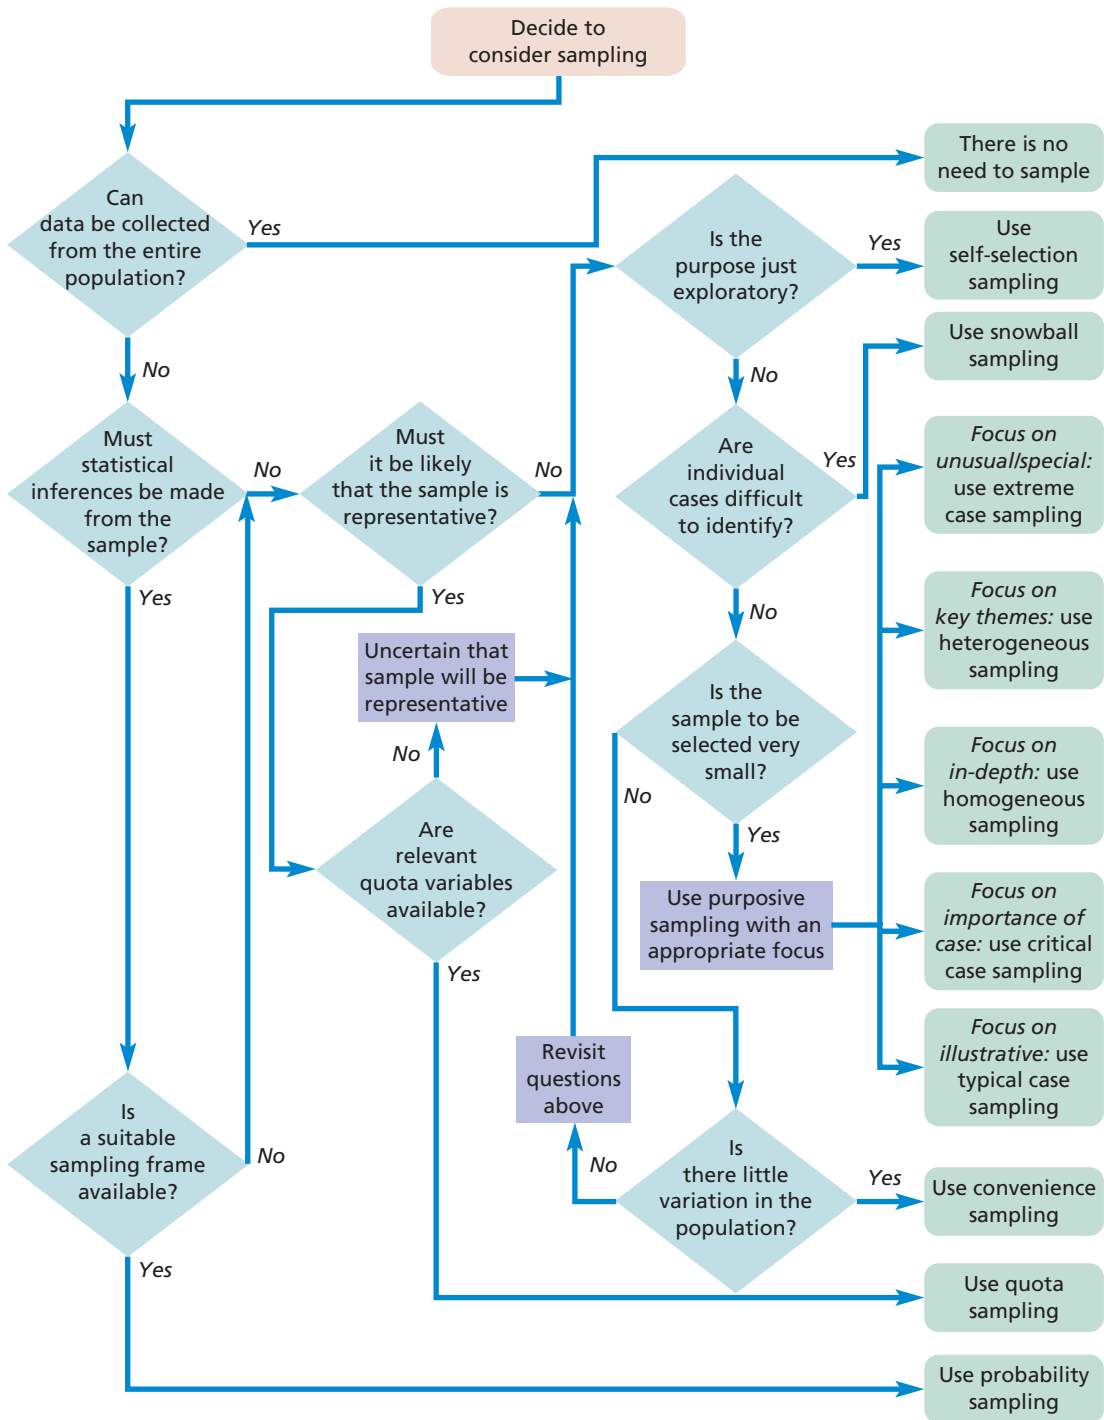 Decide to
consider sampling
There is no
need to sample
Can
data be collected
from the entire
population?
Yes
No
Is the
purpose just
exploratory?
Yes
No
Use
self-selection
sampling
Use snowball
sampling
Must
statistical
inferences be made
from the
sample?
No
Yes
Must
it be likely
that the sample is
representative?
No
Yes
Are
individual
cases difficult
to identify?
Yes
No
Focus on
unusual/special:
use extreme
case sampling
Focus on
key themes: use
heterogeneous
sampling
Uncertain that
sample will be
representative
Is the
sample to be
selected very
small?
No
Yes
Focus on
in-depth: use
homogeneous
sampling
No
Are
relevant
quota variables
available?
Yes
Use purposive
sampling with an
appropriate focus
Focus on
importance of
case: use critical
case sampling
Focus on
illustrative: use
typical case
sampling
Revisit
questions
above
Is
a suitable
sampling frame
available?
No
Yes
No
Is
there little
variation in the
population?
Yes
Use convenience
sampling
Use quota
sampling
Use probability
sampling